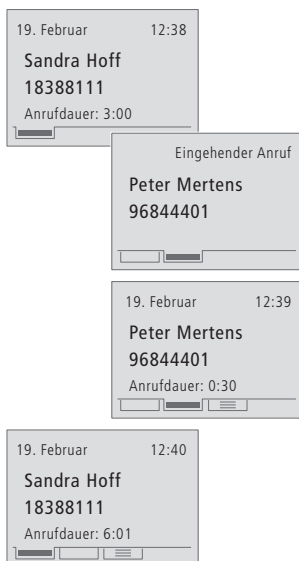 19. Februar 12:38
Sandra Hoff
18388111
Anrufdauer: 3:00
Eingehender Anruf
Peter Mertens
96844401
19. Februar 12:39
Peter Mertens
96844401
Anrufdauer: 0:30
19. Februar 12:40
Sandra Hoff
18388111
Anrufdauer: 6:01